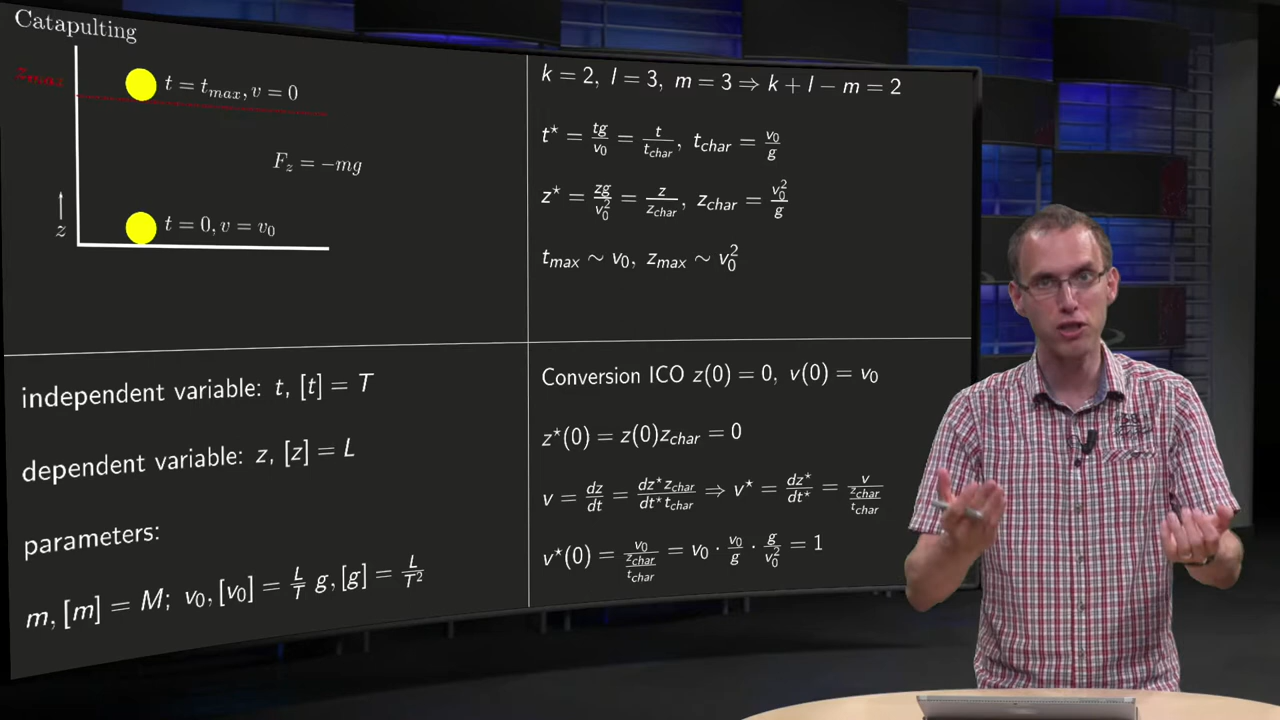 Catapulting
z_max
t = t_max, v = 0
F_z = −mg
t = 0, v = v_0
z
k = 2, l = 3, m = 3 ⇒ k + l − m = 2
t* = tg/v_0 = t/t_char, t_char = v_0/g
z* = zg/v_0^2 = z/z_char, z_char = v_0^2/g
t_max ∼ v_0, z_max ∼ v_0^2
independent variable: t, [t] = T
dependent variable: z, [z] = L
parameters:
m, [m] = M; v_0, [v_0] = L/T g, [g] = L/T^2
Conversion ICO z(0) = 0, v(0) = v_0
z*(0) = z(0)z_char = 0
v = dz/dt = dz* z_char/dt* t_char ⇒ v* = dz*/dt* = v/(z_char/t_char)
v*(0) = v_0/(z_char/t_char) = v_0 · v_0/g · g/v_0^2 = 1